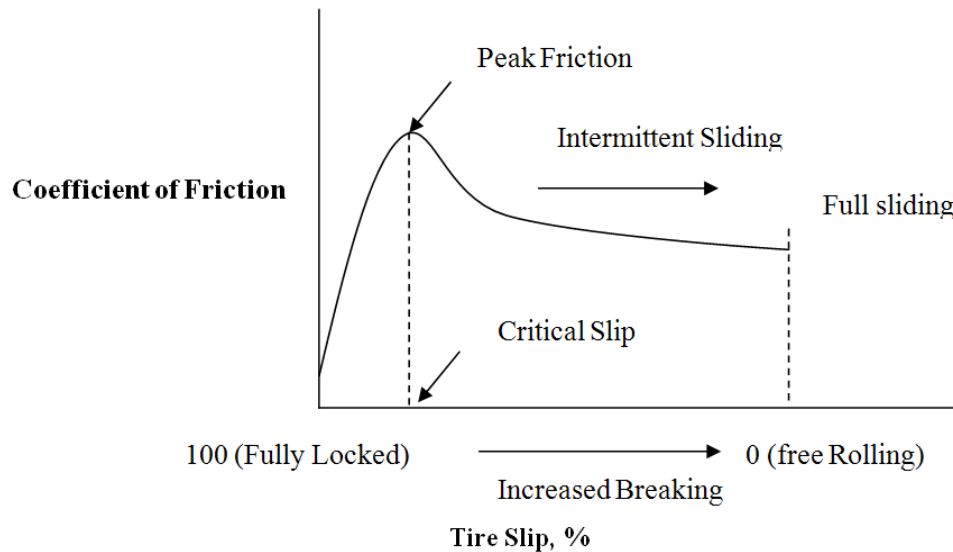 Peak Friction
Intermittent Sliding
Coefficient of Friction
Full sliding
Critical Slip
100 (Fully Locked)
0 (free Rolling)
Increased Breaking
Tire Slip, %